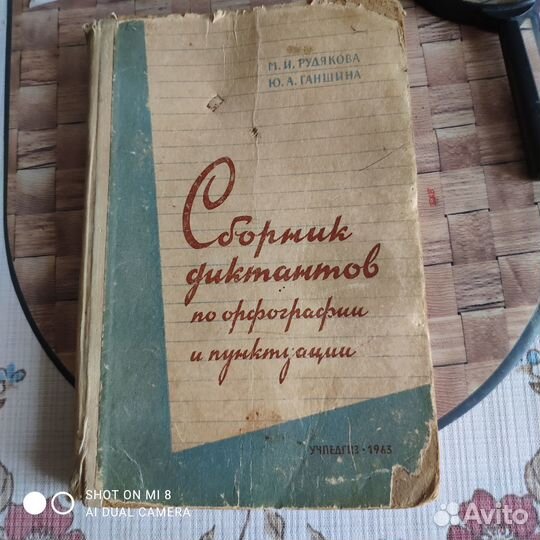 М. И. РУДЯКОВА
Ю. А. ГАНШИНА
Сборник
диктантов
по орфографии
и пунктуации
УЧПЕДГИЗ · 1963
SHOT ON MI 8
AI DUAL CAMERA
Avito